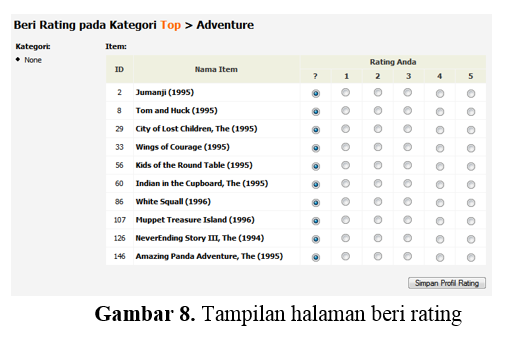 Beri Rating pada Kategori Top > Adventure
Kategori:
None
Item:
ID Nama Item Rating Anda
? 1 2 3 4 5
2 Jumanji (1995)
8 Tom and Huck (1995)
29 City of Lost Children, The (1995)
33 Wings of Courage (1995)
56 Kids of the Round Table (1995)
60 Indian in the Cupboard, The (1995)
86 White Squall (1996)
107 Muppet Treasure Island (1996)
126 NeverEnding Story III, The (1994)
146 Amazing Panda Adventure, The (1995)
Simpan Profil Rating
Gambar 8. Tampilan halaman beri rating